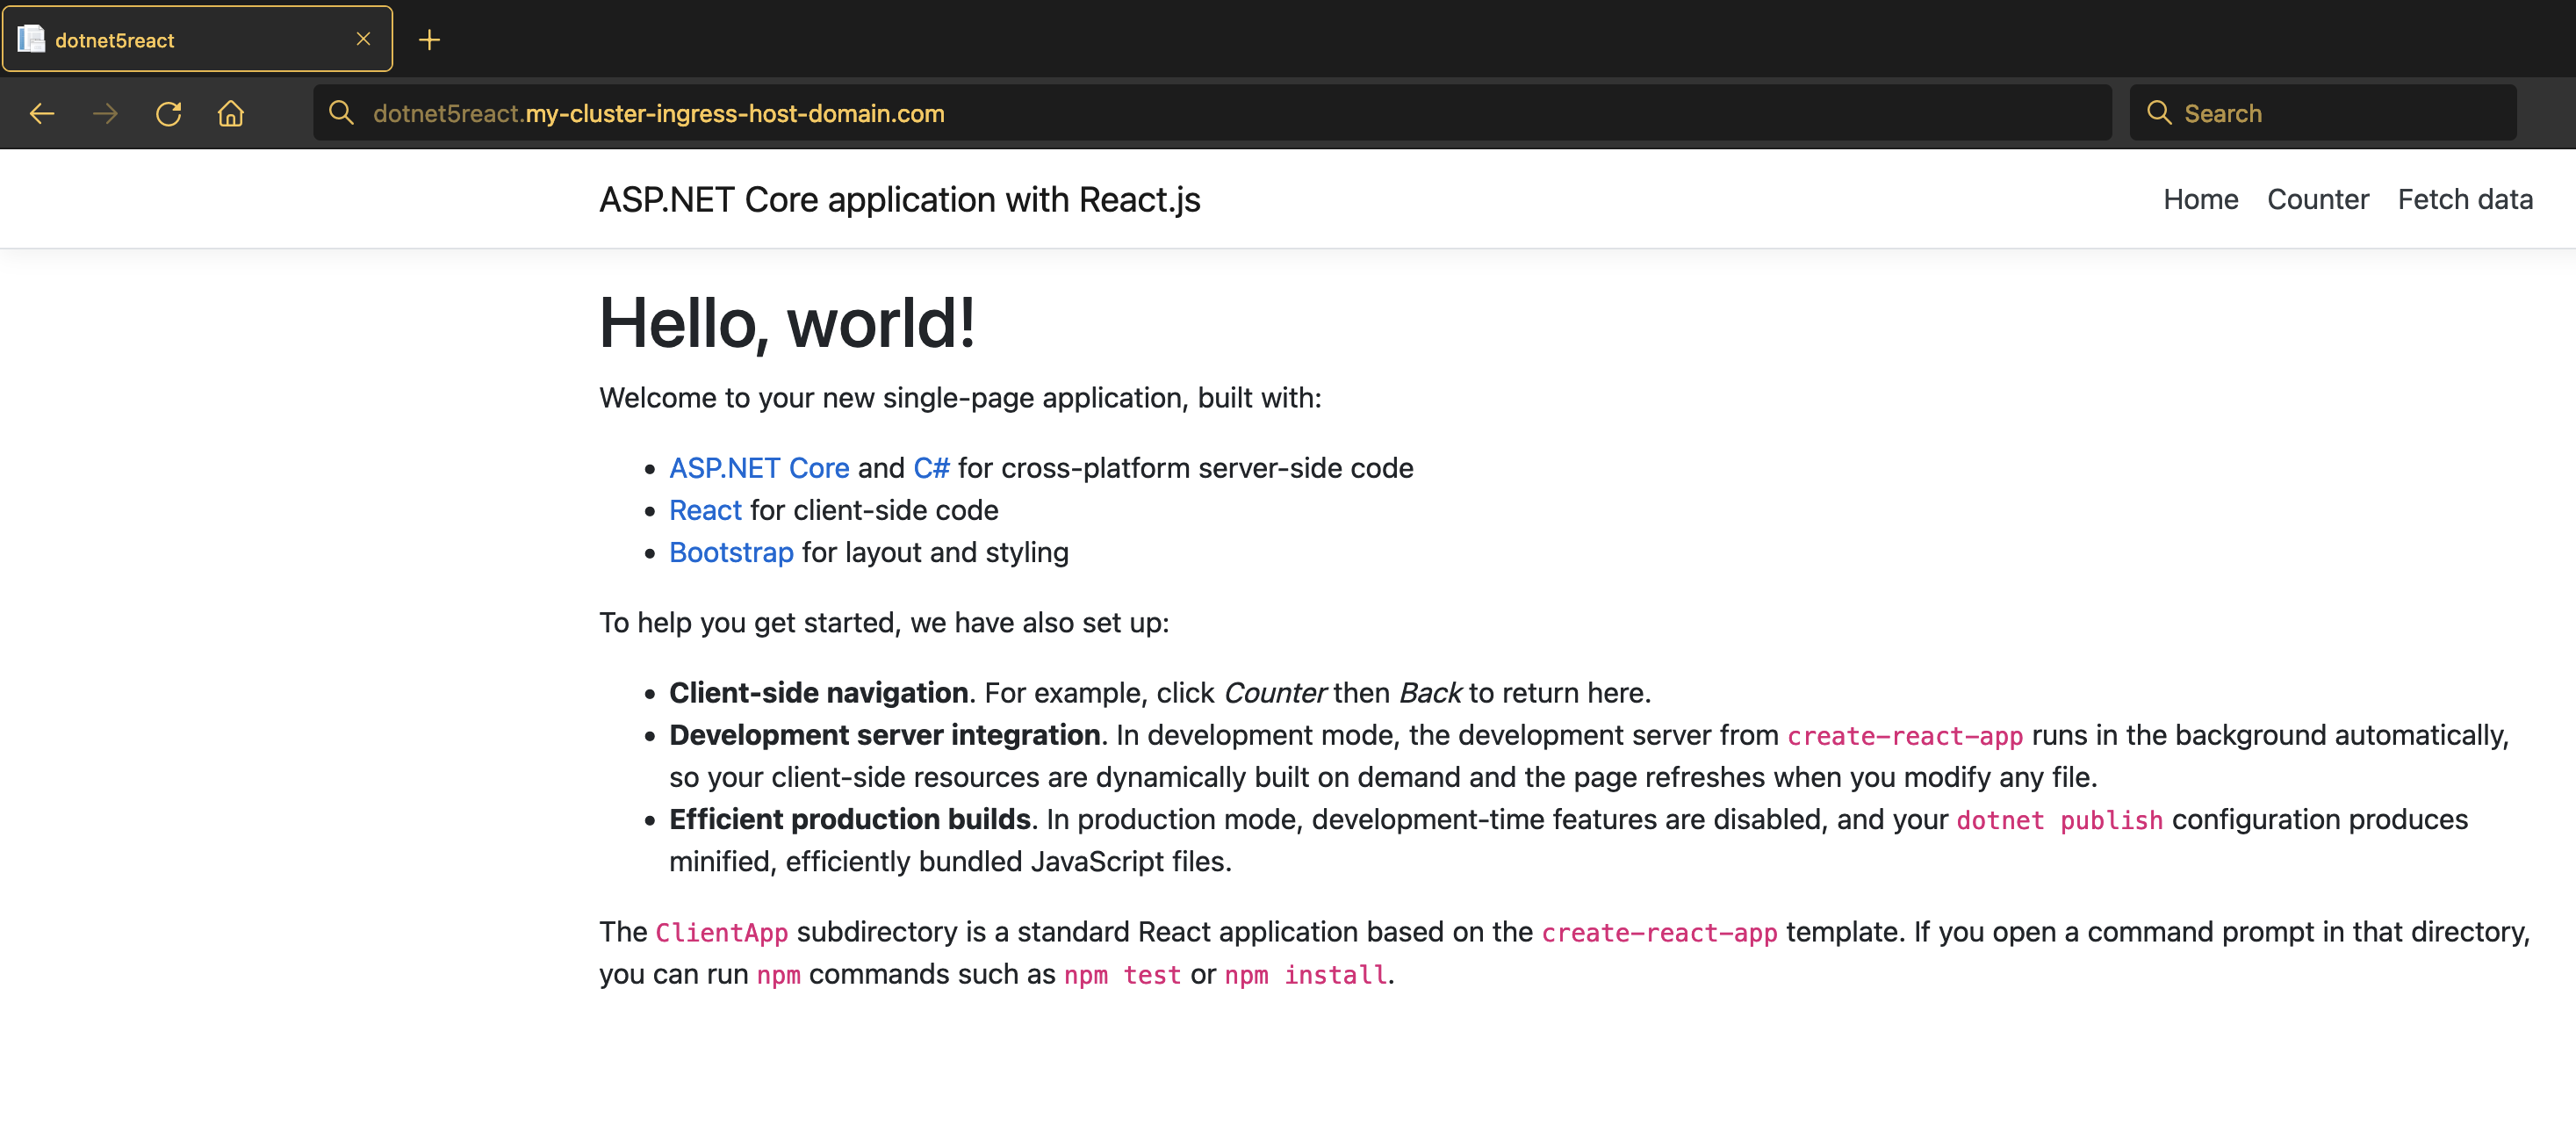 dotnet5react
dotnet5react.my-cluster-ingress-host-domain.com
Search
ASP.NET Core application with React.js
Home Counter Fetch data
Hello, world!
Welcome to your new single-page application, built with:
• ASP.NET Core and C# for cross-platform server-side code
• React for client-side code
• Bootstrap for layout and styling
To help you get started, we have also set up:
• Client-side navigation. For example, click Counter then Back to return here.
• Development server integration. In development mode, the development server from create-react-app runs in the background automatically,
so your client-side resources are dynamically built on demand and the page refreshes when you modify any file.
• Efficient production builds. In production mode, development-time features are disabled, and your dotnet publish configuration produces
minified, efficiently bundled JavaScript files.
The ClientApp subdirectory is a standard React application based on the create-react-app template. If you open a command prompt in that directory,
you can run npm commands such as npm test or npm install.